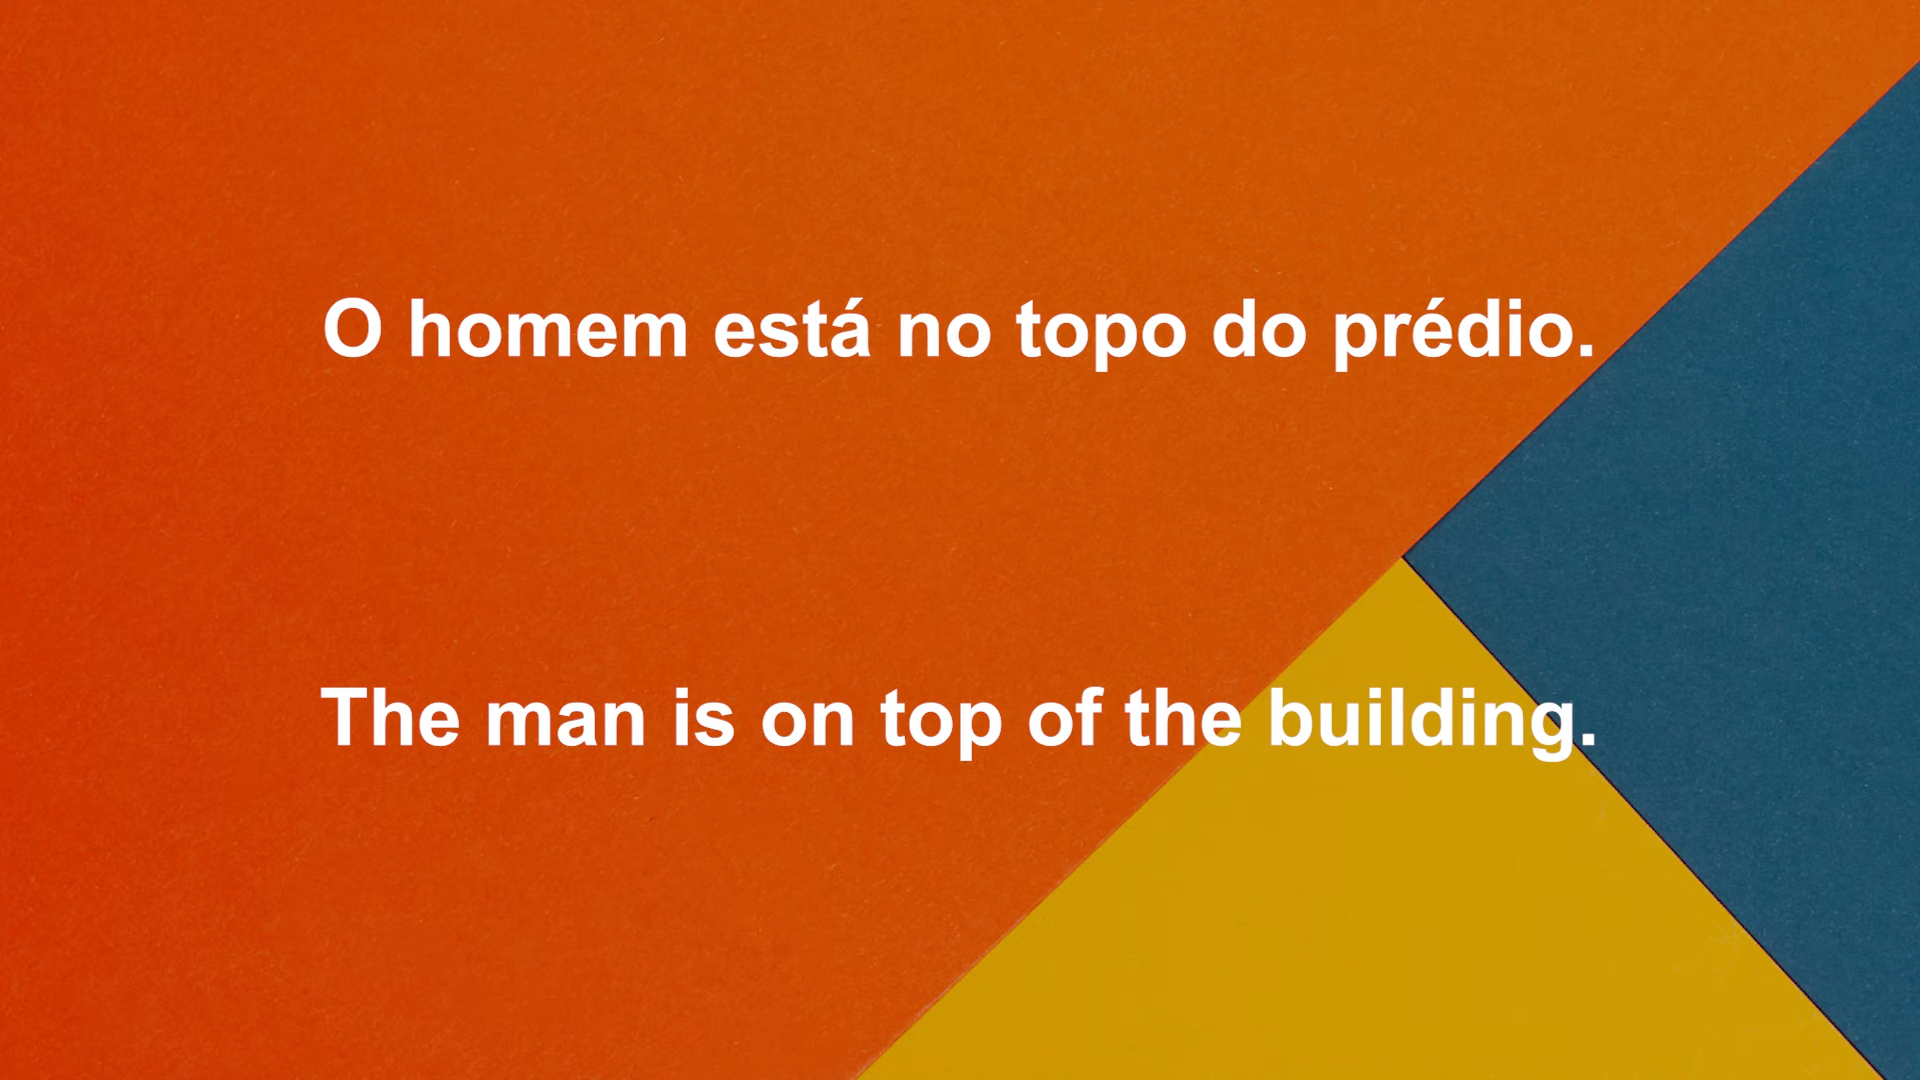 O homem está no topo do prédio.
The man is on top of the building.